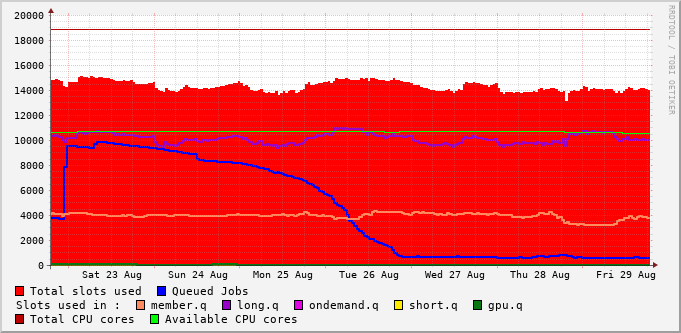 20000
18000
16000
14000
12000
10000
8000
6000
4000
2000
0
Sat 23 Aug Sun 24 Aug Mon 25 Aug Tue 26 Aug Wed 27 Aug Thu 28 Aug Fri 29 Aug
RRDTOOL / TOBI OETIKER
Total slots used Queued Jobs
Slots used in : member.q long.q ondemand.q short.q gpu.q
Total CPU cores Available CPU cores